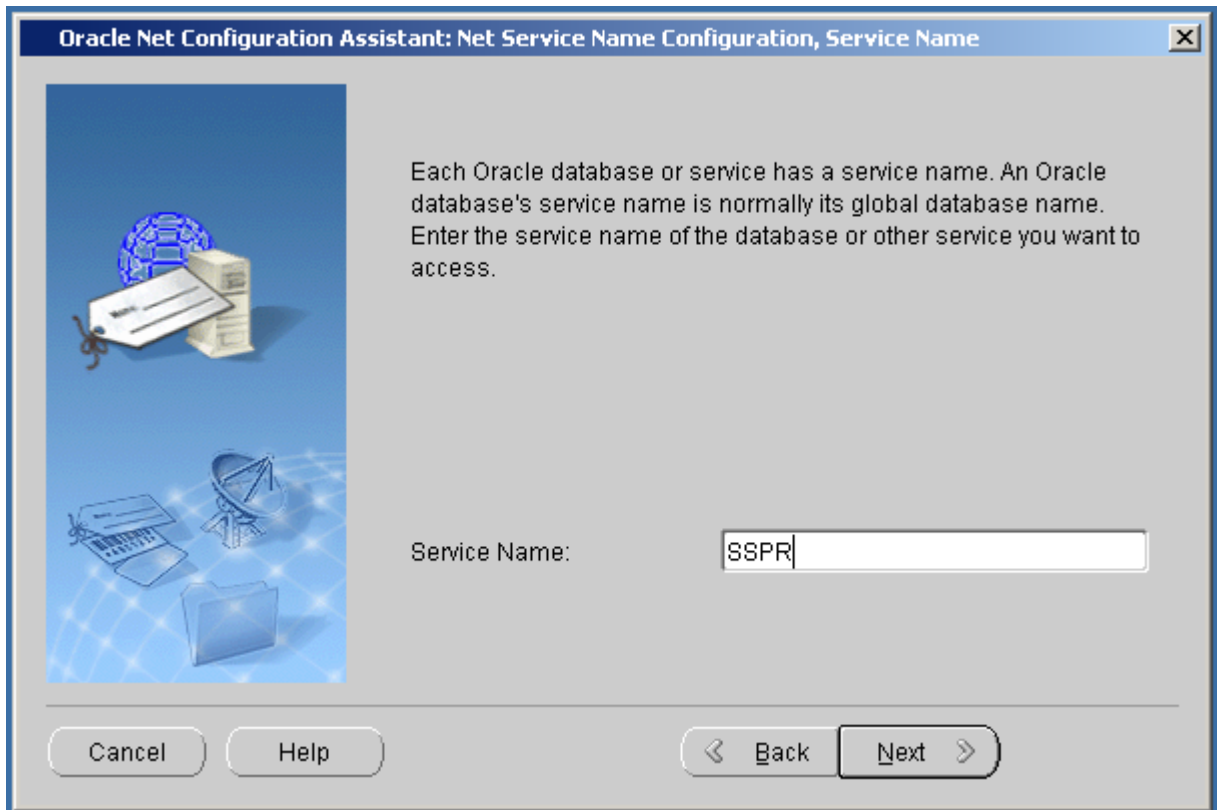 Oracle Net Configuration Assistant: Net Service Name Configuration, Service Name
Each Oracle database or service has a service name. An Oracle
database's service name is normally its global database name.
Enter the service name of the database or other service you want to
access.
Service Name:
SSPR
Cancel
Help
Back
Next